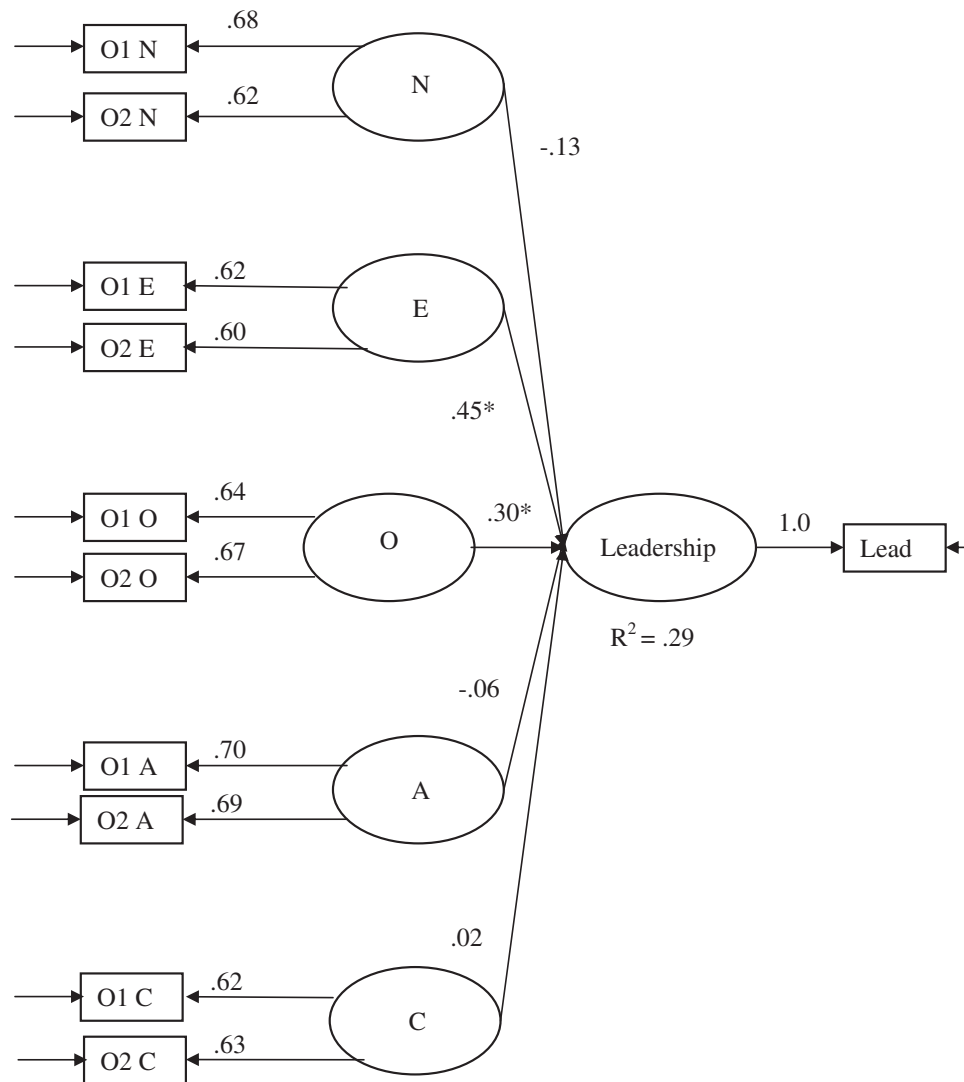 .68
O1 N
N
.62
O2 N
-.13
.62
O1 E
E
.60
O2 E
.45*
.64
O1 O
O
.30*
1.0
.67
O2 O
Leadership
Lead
R² = .29
-.06
.70
O1 A
A
.69
O2 A
.02
.62
O1 C
C
.63
O2 C